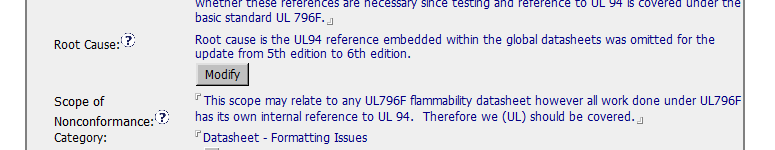 whether these references are necessary since testing and reference to UL 94 is covered under the
basic standard UL 796F.
Root Cause:
Root cause is the UL94 reference embedded within the global datasheets was omitted for the
update from 5th edition to 6th edition.
Modify
Scope of
Nonconformance:
This scope may relate to any UL796F flammability datasheet however all work done under UL796F
has its own internal reference to UL 94.  Therefore we (UL) should be covered.
Category:
Datasheet - Formatting Issues